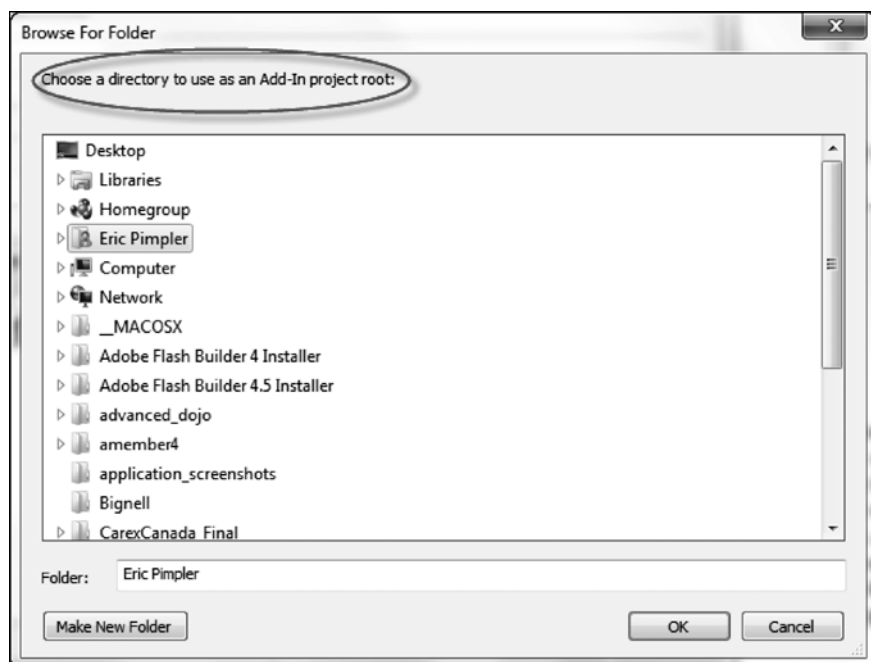 Browse For Folder
Choose a directory to use as an Add-In project root:
Desktop
Libraries
Homegroup
Eric Pimpler
Computer
Network
__MACOSX
Adobe Flash Builder 4 Installer
Adobe Flash Builder 4.5 Installer
advanced_dojo
amember4
application_screenshots
Bignell
CarexCanada Final
Folder: Eric Pimpler
Make New Folder OK Cancel